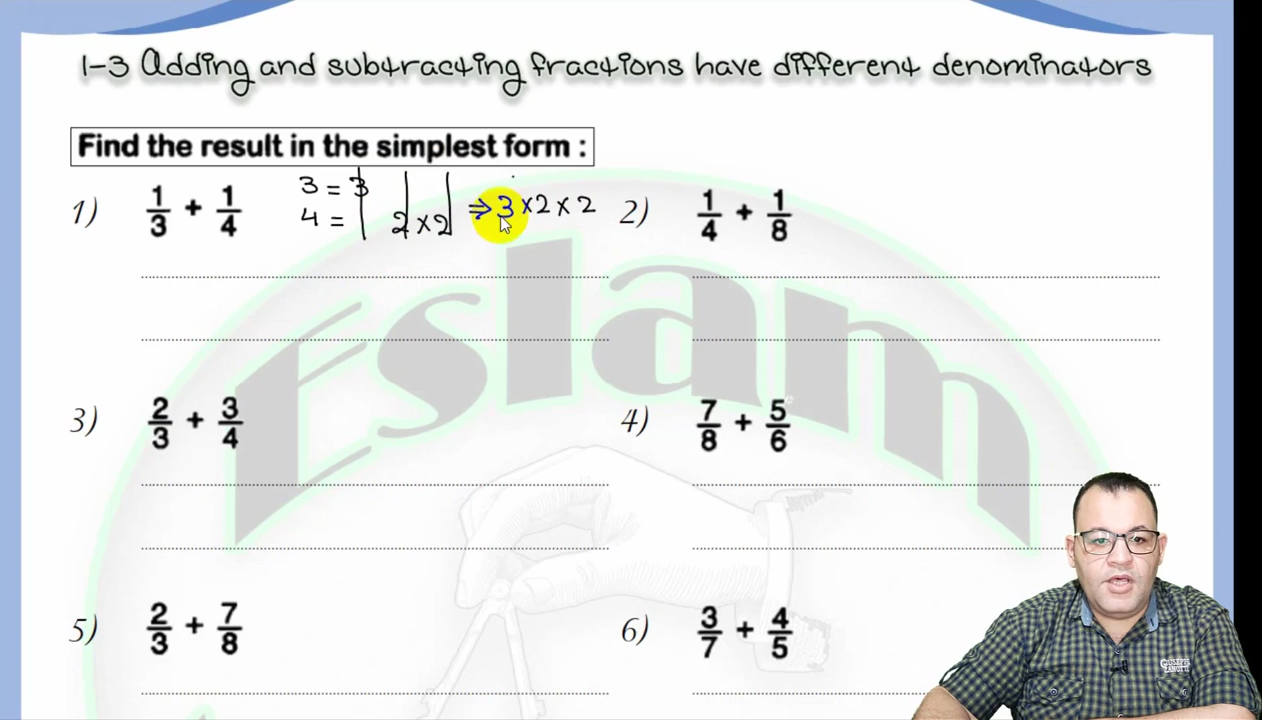 1-3 Adding and subtracting fractions have different denominators
Find the result in the simplest form :
1) 1/3 + 1/4 3 = 3 ⇒ 3 × 2 × 2
4 = 2 × 2
2) 1/4 + 1/8
3) 2/3 + 3/4
4) 7/8 + 5/6
5) 2/3 + 7/8
6) 3/7 + 4/5
Eslam